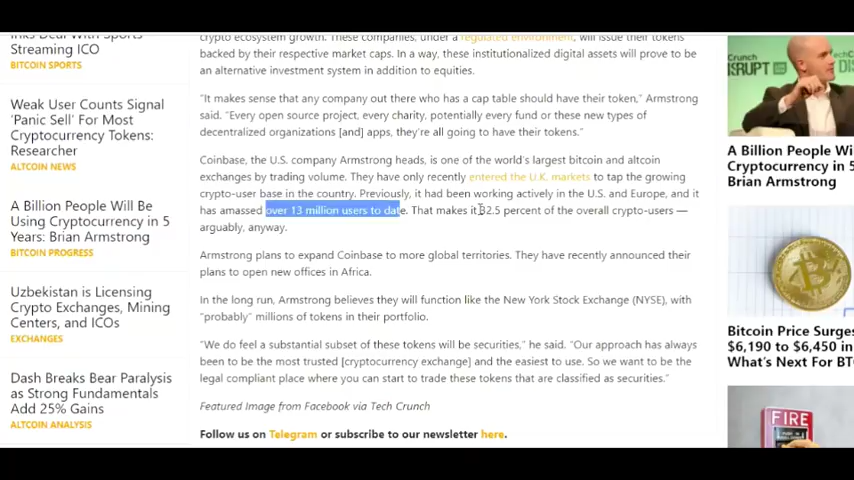 Inks Deal With Sports
Streaming ICO
BITCOIN SPORTS
Weak User Counts Signal
'Panic Sell' For Most
Cryptocurrency Tokens:
Researcher
ALTCOIN NEWS
A Billion People Will Be
Using Cryptocurrency in 5
Years: Brian Armstrong
BITCOIN PROGRESS
Uzbekistan is Licensing
Crypto Exchanges, Mining
Centers, and ICOs
EXCHANGES
Dash Breaks Bear Paralysis
as Strong Fundamentals
Add 25% Gains
ALTCOIN ANALYSIS
crypto ecosystem growth. These companies, under a regulated environment, will issue their tokens
backed by their respective market caps. In a way, these institutionalized digital assets will prove to be
an alternative investment system in addition to equities.
"It makes sense that any company out there who has a cap table should have their token," Armstrong
said. "Every open source project, every charity, potentially every fund or these new types of
decentralized organizations [and] apps, they're all going to have their tokens."
Coinbase, the U.S. company Armstrong heads, is one of the world's largest bitcoin and altcoin
exchanges by trading volume. They have only recently entered the U.K. markets to tap the growing
crypto-user base in the country. Previously, it had been working actively in the U.S. and Europe, and it
has amassed over 13 million users to date. That makes it 32.5 percent of the overall crypto-users —
arguably, anyway.
Armstrong plans to expand Coinbase to more global territories. They have recently announced their
plans to open new offices in Africa.
In the long run, Armstrong believes they will function like the New York Stock Exchange (NYSE), with
"probably" millions of tokens in their portfolio.
"We do feel a substantial subset of these tokens will be securities," he said. "Our approach has always
been to be the most trusted [cryptocurrency exchange] and the easiest to use. So we want to be the
legal compliant place where you can start to trade these tokens that are classified as securities."
Featured Image from Facebook via Tech Crunch
Follow us on Telegram or subscribe to our newsletter here.
Crunch
ISRUPT
A Billion People Wi
Cryptocurrency in 5
Brian Armstrong
Bitcoin Price Surges
$6,190 to $6,450 in
What's Next For BT
FIRE